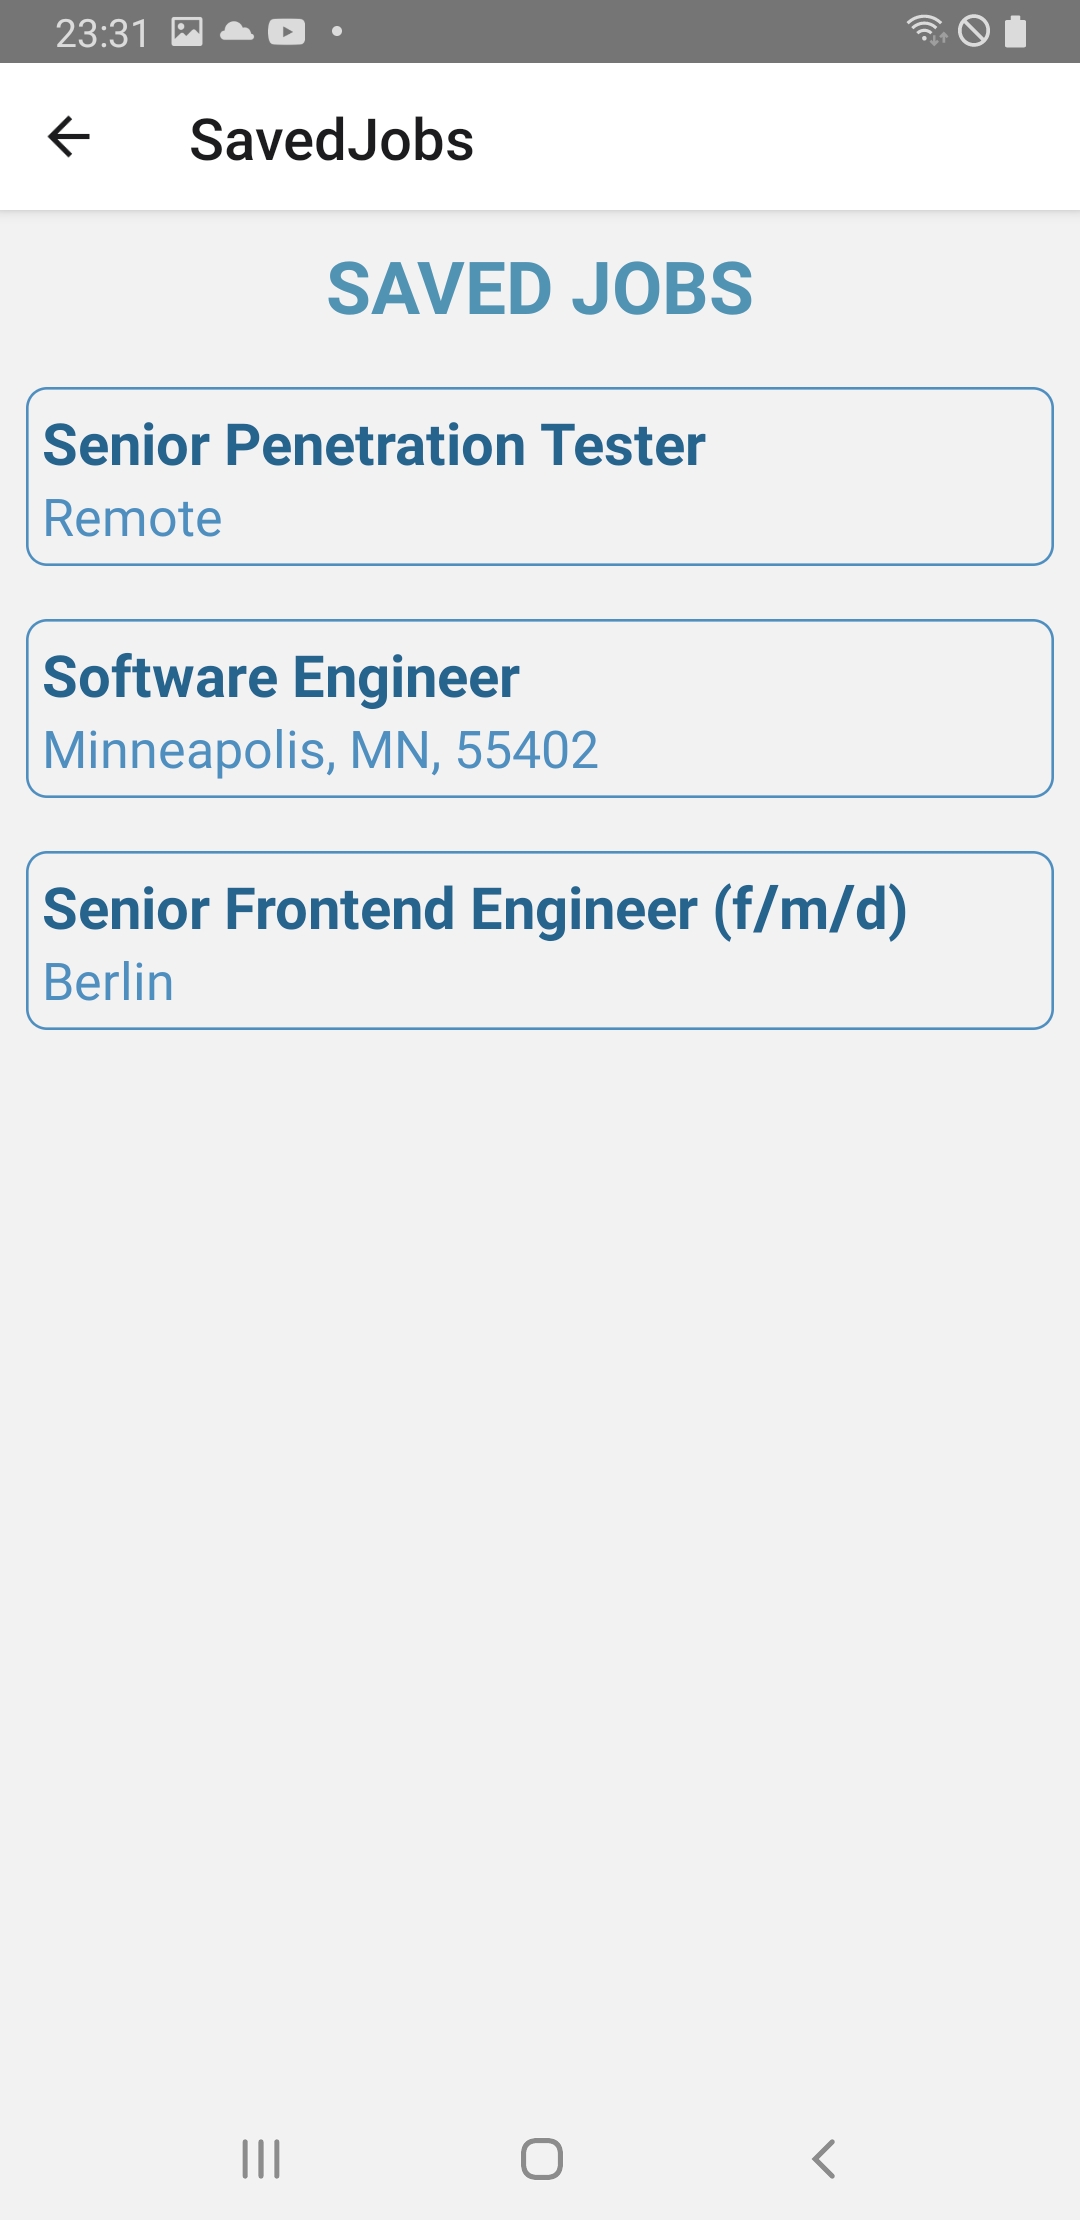 23:31
SavedJobs
SAVED JOBS
Senior Penetration Tester
Remote
Software Engineer
Minneapolis, MN, 55402
Senior Frontend Engineer (f/m/d)
Berlin